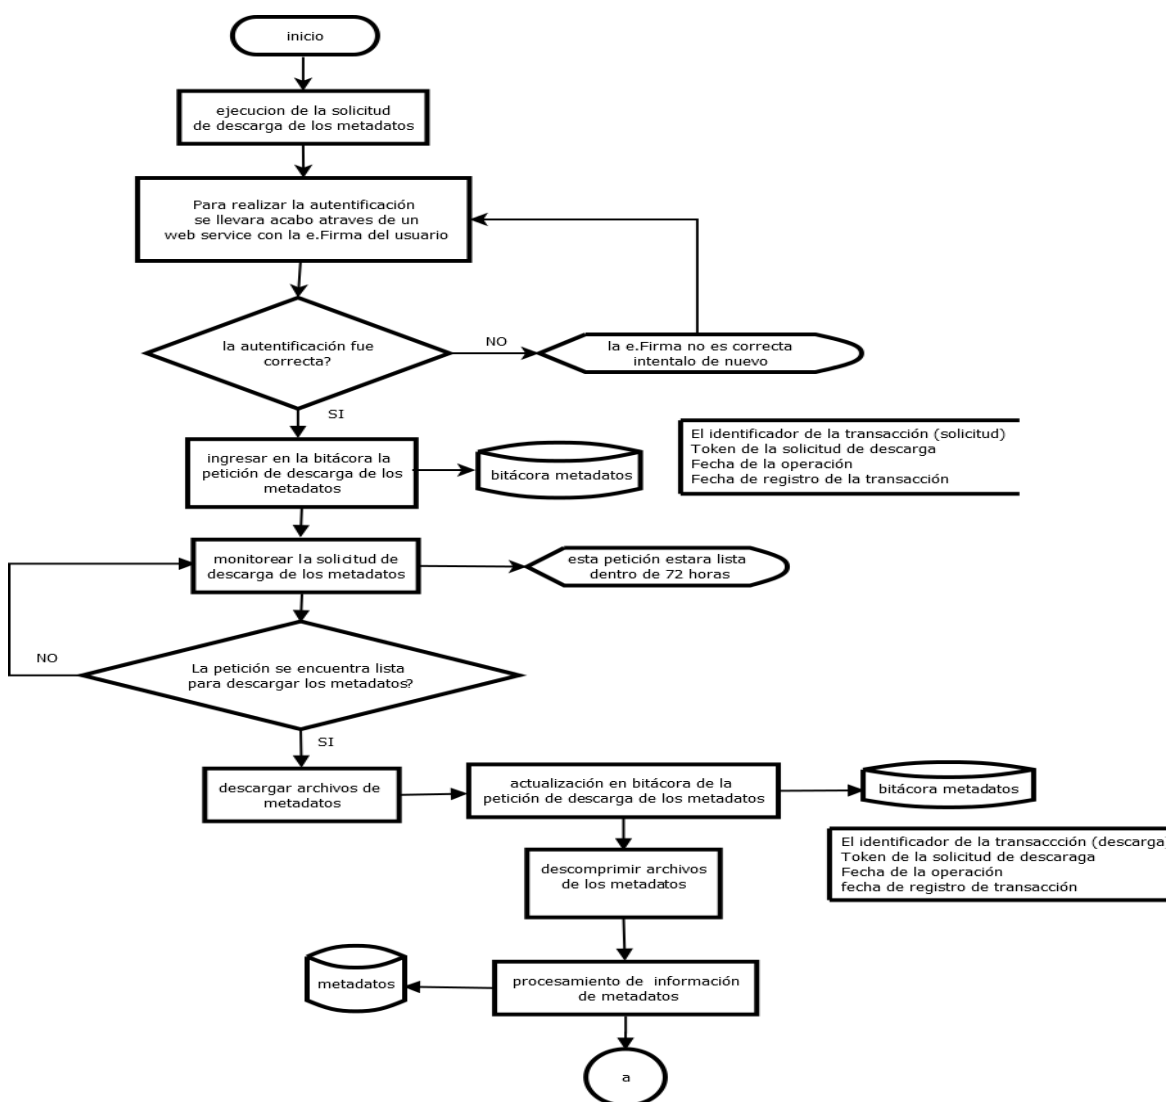 inicio
ejecucion de la solicitud
de descarga de los metadatos
Para realizar la autentificación
se llevara acabo atraves de un
web service con la e.Firma del usuario
la autentificación fue
correcta?
NO
la e.Firma no es correcta
intentalo de nuevo
SI
ingresar en la bitácora la
petición de descarga de los
metadatos
bitácora metadatos
El identificador de la transacción (solicitud)
Token de la solicitud de descarga
Fecha de la operación
Fecha de registro de la transacción
monitorear la solicitud de
descarga de los metadatos
esta petición estara lista
dentro de 72 horas
NO
La petición se encuentra lista
para descargar los metadatos?
SI
descargar archivos de
metadatos
actualización en bitácora de la
petición de descarga de los metadatos
bitácora metadatos
El identificador de la transaccción (descarga)
Token de la solicitud de descaraga
Fecha de la operación
fecha de registro de transacción
descomprimir archivos
de los metadatos
metadatos
procesamiento de información
de metadatos
a